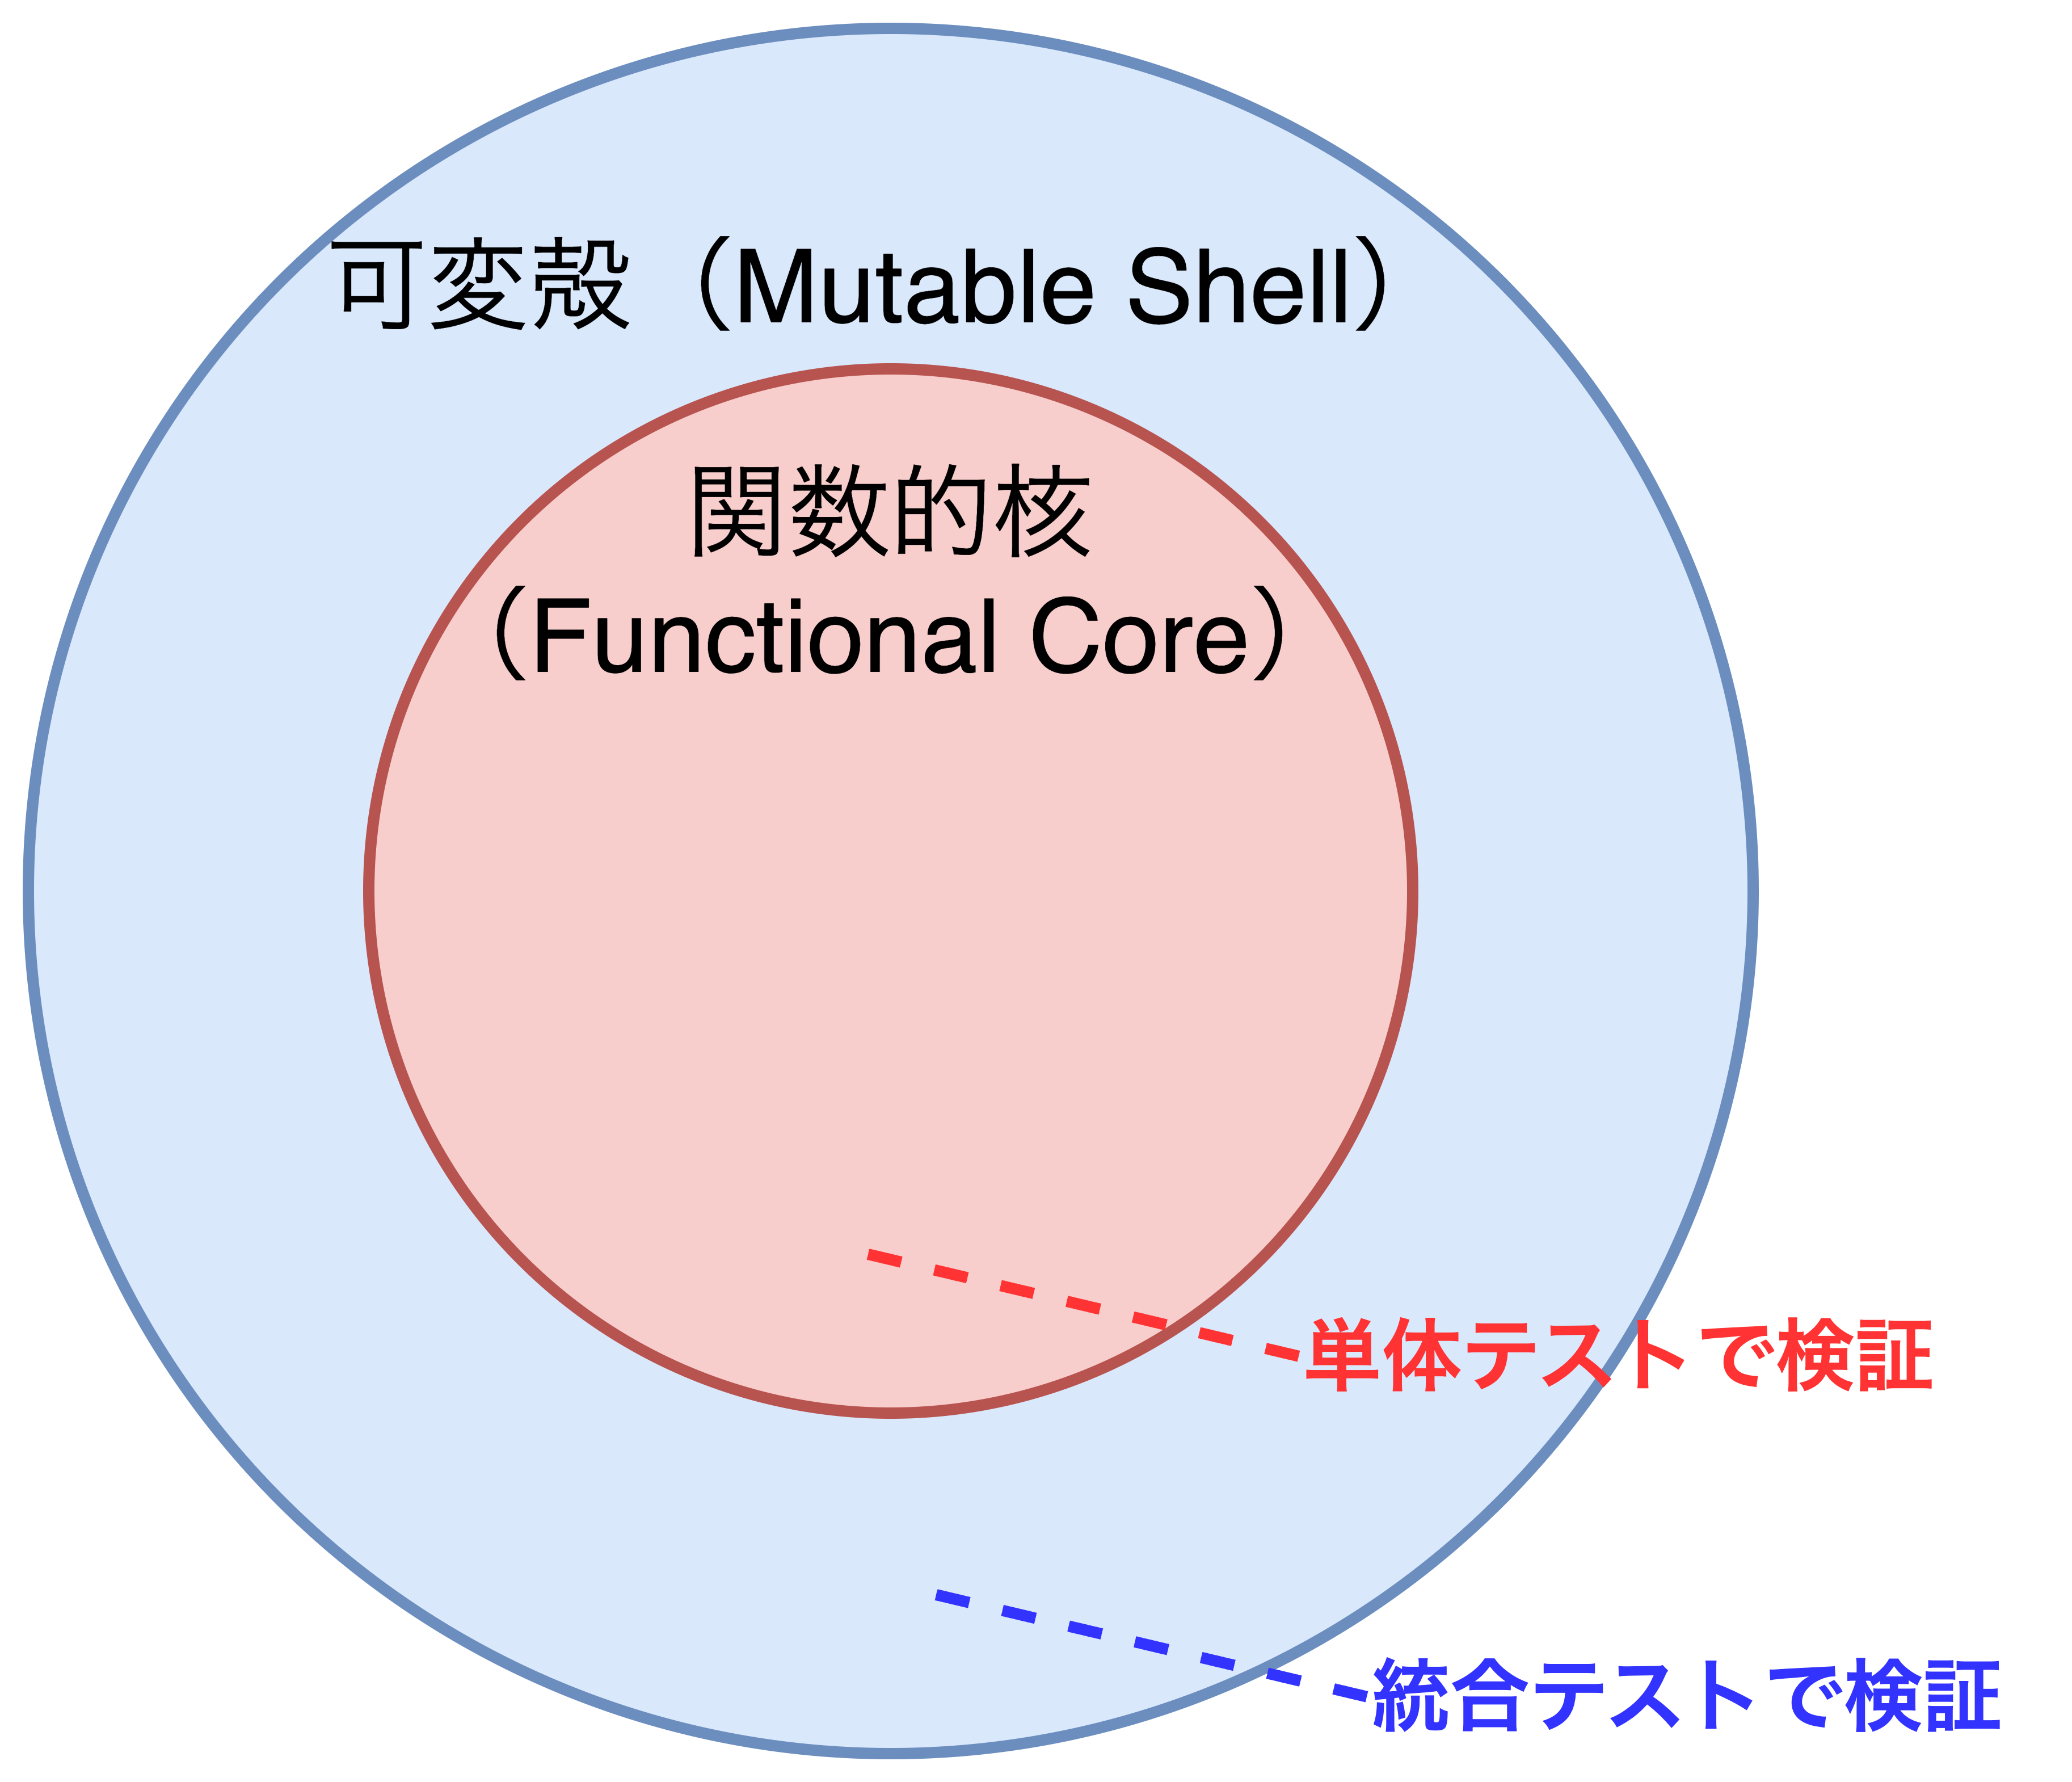 可変殻（Mutable Shell）
関数的核
（Functional Core）
単体テストで検証
統合テストで検証